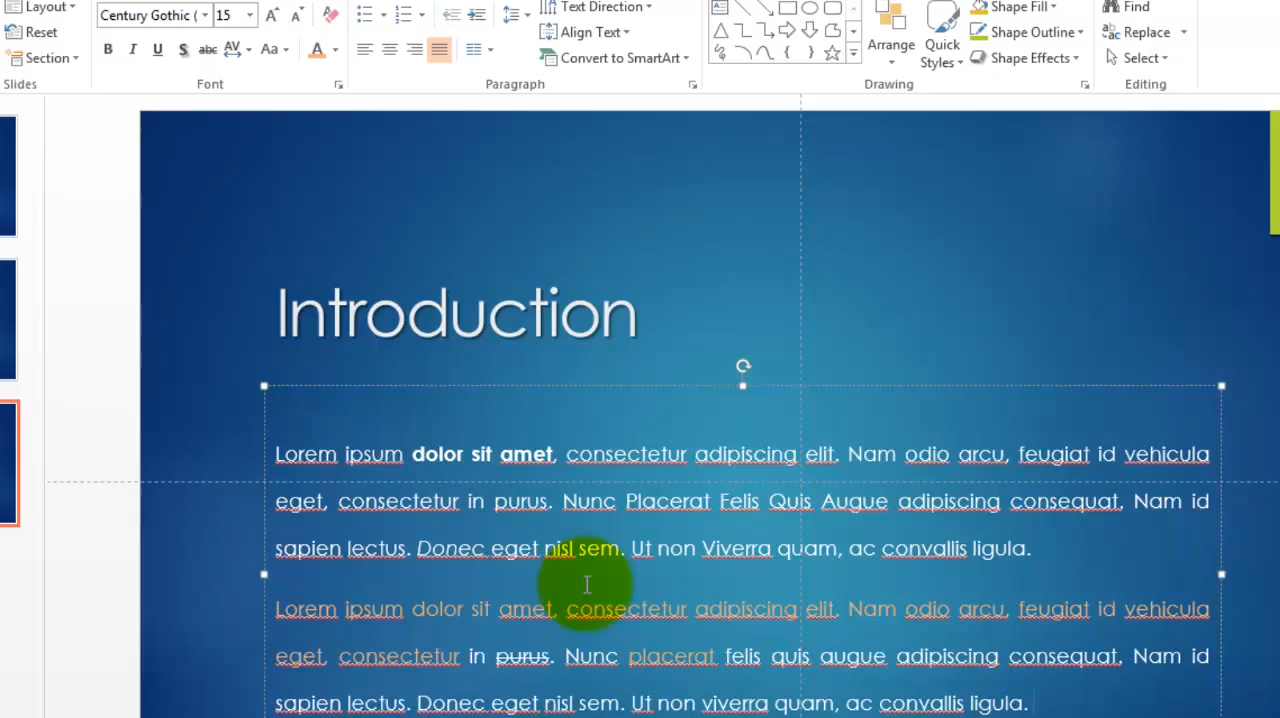 Layout
Century Gothic ( 15
Text Direction
Shape Fill
Find
Reset
Align Text
Arrange
Quick Styles
Shape Outline
Replace
Section
B I U S abc AV Aa A
Convert to SmartArt
Shape Effects
Select
Slides
Font
Paragraph
Drawing
Editing
Introduction
Lorem ipsum dolor sit amet, consectetur adipiscing elit. Nam odio arcu, feugiat id vehicula
eget, consectetur in purus. Nunc Placerat Felis Quis Augue adipiscing consequat. Nam id
sapien lectus. Donec eget nisl sem. Ut non Viverra quam, ac convallis ligula.
Lorem ipsum dolor sit amet, consectetur adipiscing elit. Nam odio arcu, feugiat id vehicula
eget, consectetur in purus. Nunc placerat felis quis augue adipiscing consequat. Nam id
sapien lectus. Donec eget nisl sem. Ut non viverra quam, ac convallis ligula.